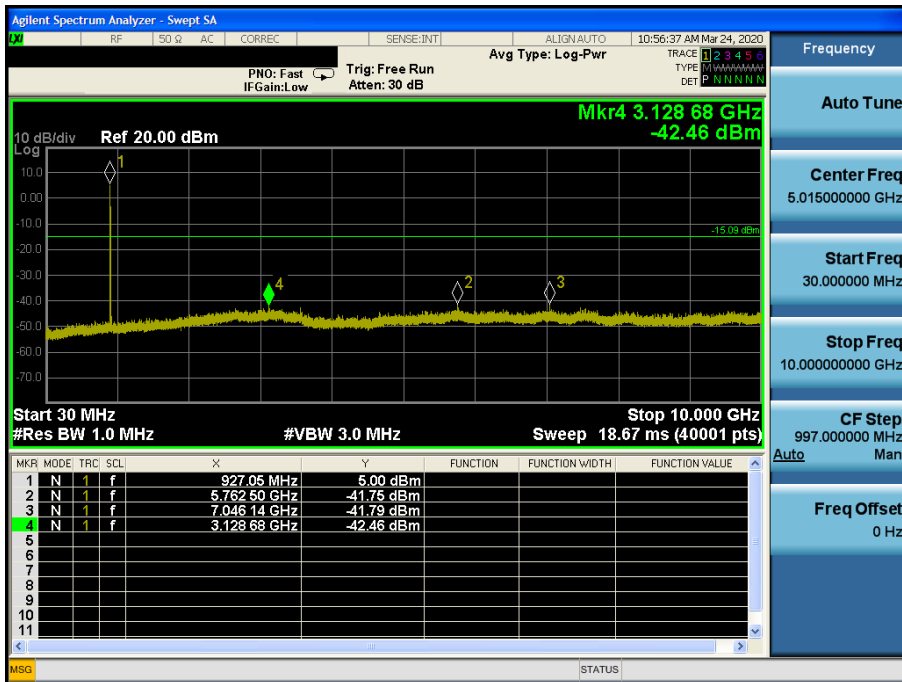 Agilent Spectrum Analyzer - Swept SA
LXI RF 50 Ω AC CORREC SENSE:INT ALIGN AUTO 10:56:37 AM Mar 24, 2020
Frequency
PNO: Fast
IFGain:Low
Trig: Free Run
Atten: 30 dB
Avg Type: Log-Pwr
TRACE 1 2 3 4 5 6
TYPE M WWWWW
DET P N N N N N
Auto Tune
Mkr4 3.128 68 GHz
-42.46 dBm
10 dB/div Ref 20.00 dBm
Log
10.0
0.00
-10.0
-20.0
-30.0
-40.0
-50.0
-60.0
-70.0
1
4
2
3
-15.09 dBm
Center Freq
5.015000000 GHz
Start Freq
30.000000 MHz
Stop Freq
10.000000000 GHz
Start 30 MHz Stop 10.000 GHz
#Res BW 1.0 MHz #VBW 3.0 MHz Sweep 18.67 ms (40001 pts)
CF Step
997.000000 MHz
Auto Man
MKR MODE TRC SCL X Y FUNCTION FUNCTION WIDTH FUNCTION VALUE
1 N 1 f 927.05 MHz 5.00 dBm
2 N 1 f 5.762 50 GHz -41.75 dBm
3 N 1 f 7.046 14 GHz -41.79 dBm
4 N 1 f 3.128 68 GHz -42.46 dBm
5
6
7
8
9
10
11
Freq Offset
0 Hz
MSG STATUS